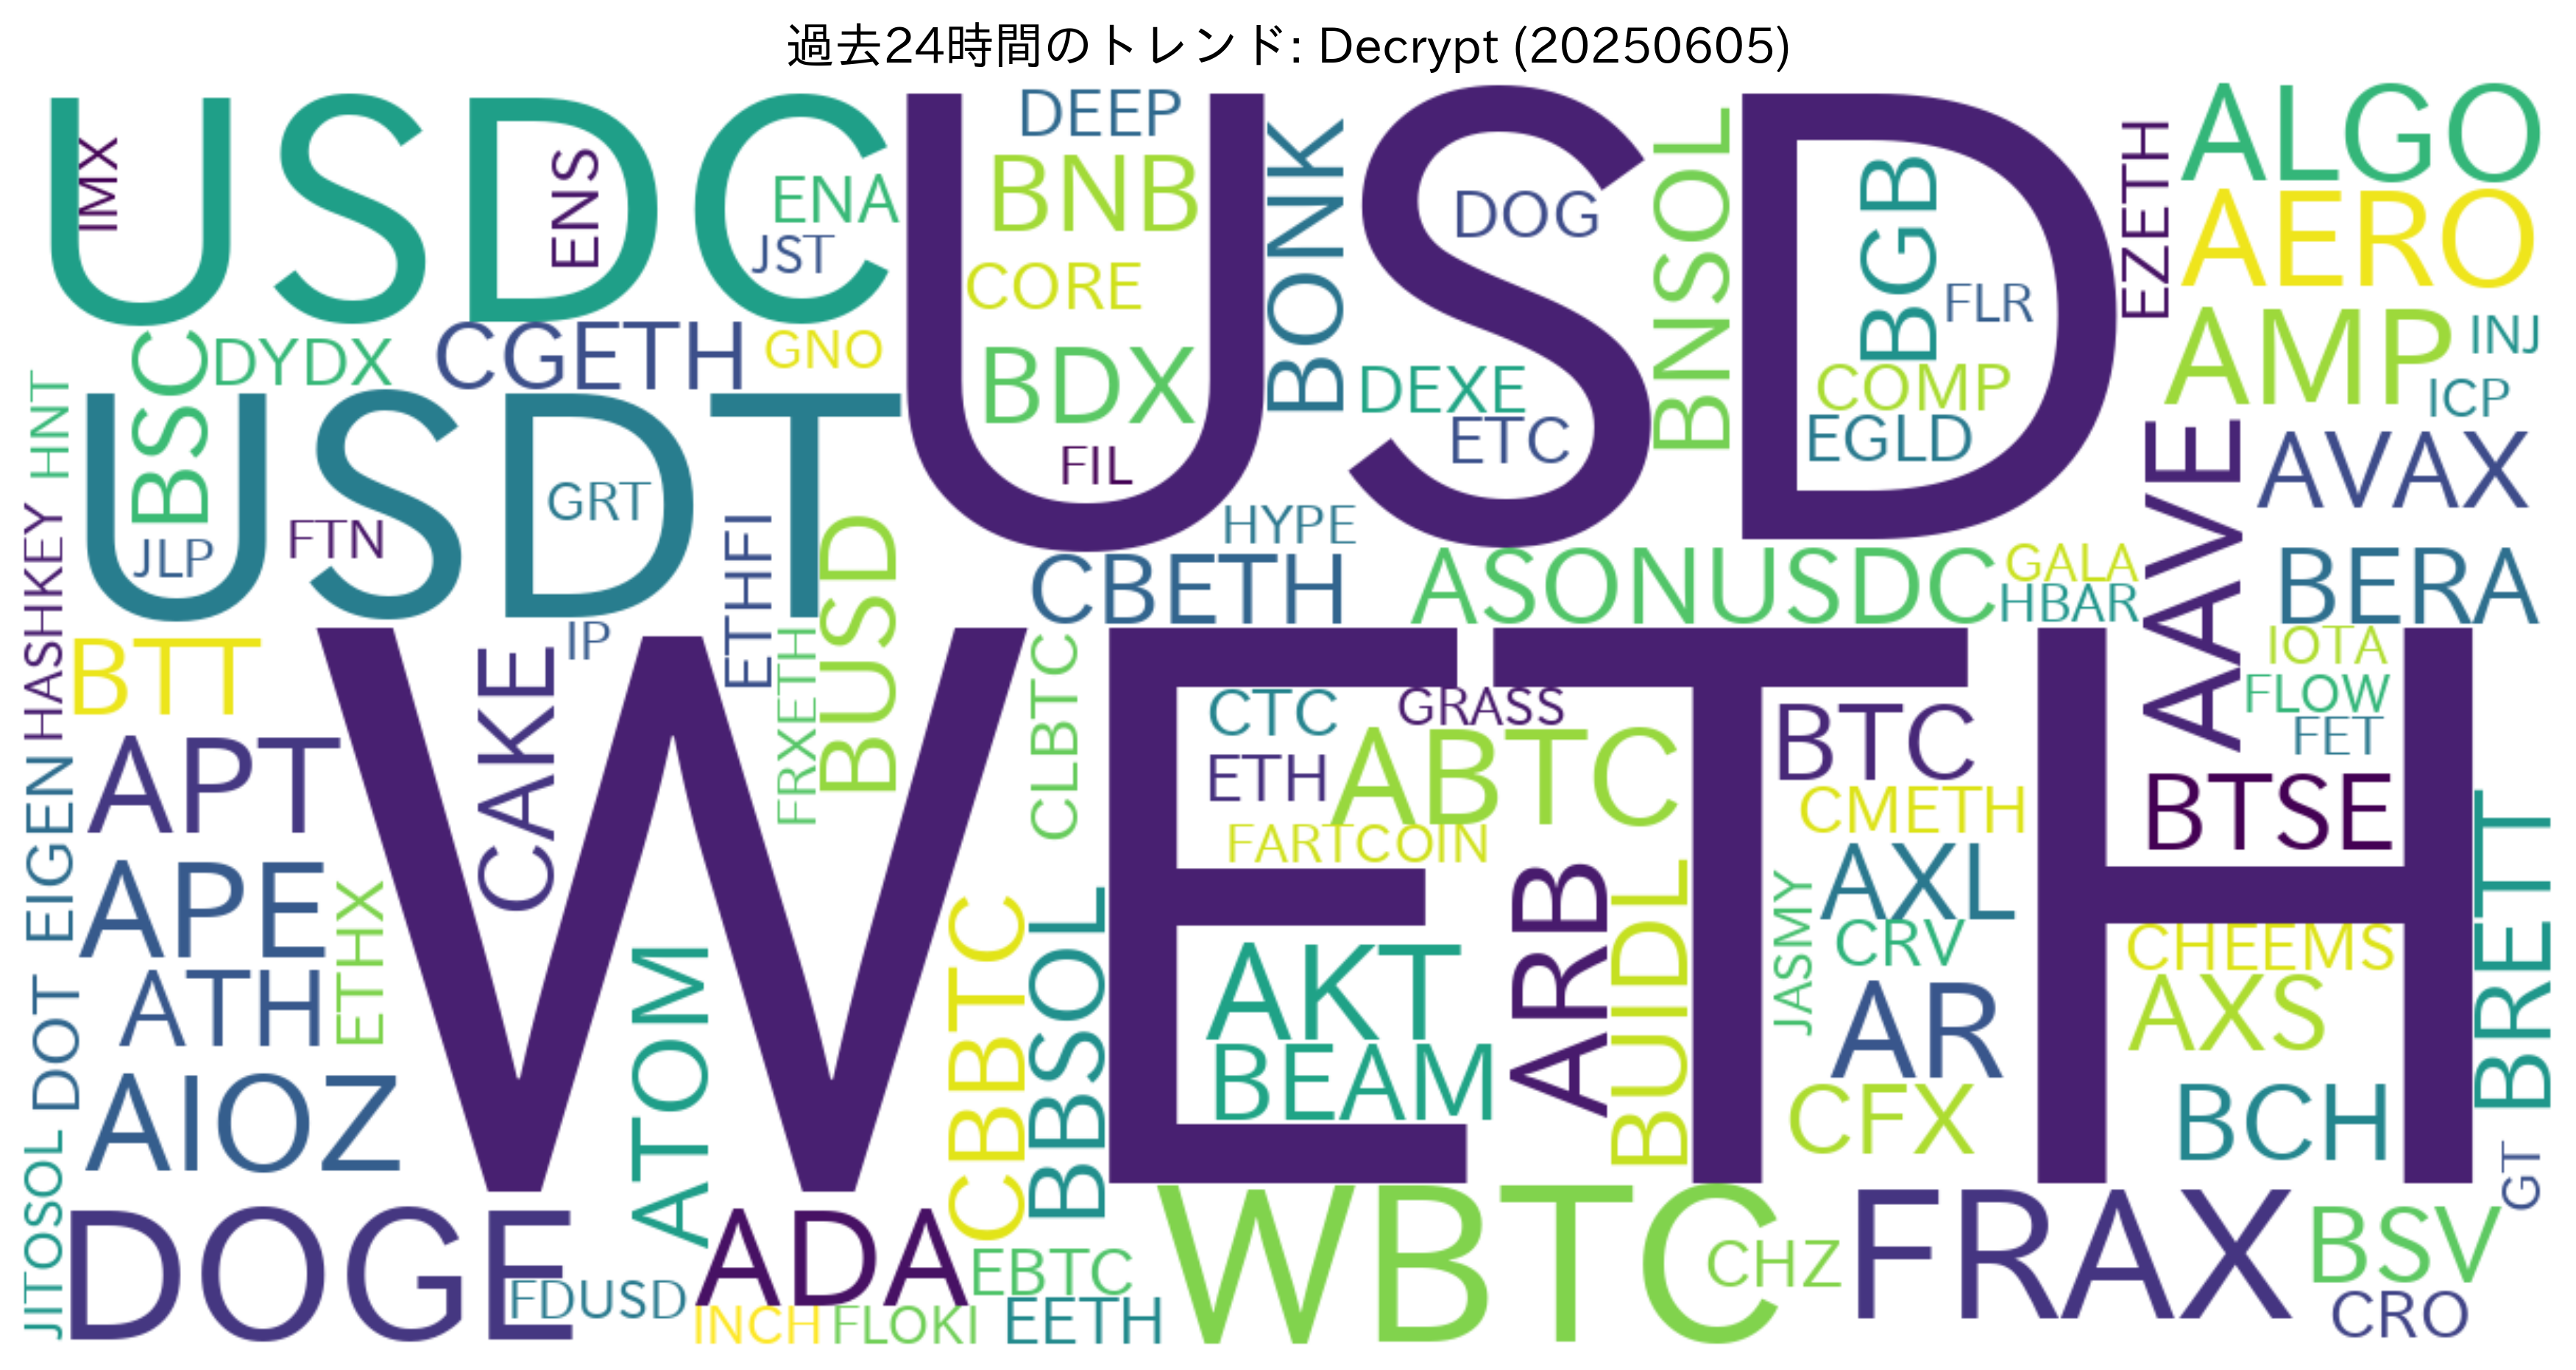 過去24時間のトレンド: Decrypt (20250605)
USDC
USD
IMX
ENS
ENA
JST
DEEP
BNB
CORE
BDX
FIL
BONK
DOG
BNSOL
BGB
FLR
COMP
EGLD
DEXE
ETC
EZETH
ALGO
AERO
AMP
INJ
ICP
AVAX
HNT
BSC
DYDX
CGETH
GNO
USDT
JLP
FTN
GRT
ETHFI
BUSD
HYPE
CBETH
ASONUSDC
GALA
HBAR
AAVE
BERA
IOTA
FLOW
FET
HASHKEY
BTT
IP
CAKE
FRXETH
CLBTC
WETH
CTC
GRASS
ETH
ABTC
FARTCOIN
BTC
CMETH
BTSE
BRETT
EIGEN
APT
APE
ETHX
ATH
DOT
AIOZ
ATOM
CBBTC
BBSOL
AKT
BEAM
ARB
BUIDL
JASMY
AXL
CRV
AR
CFX
CHEEMS
AXS
BCH
GT
JITOSOL
DOGE
FDUSD
ADA
INCH
FLOKI
EBTC
EETH
WBTC
CHZ
FRAX
BSV
CRO